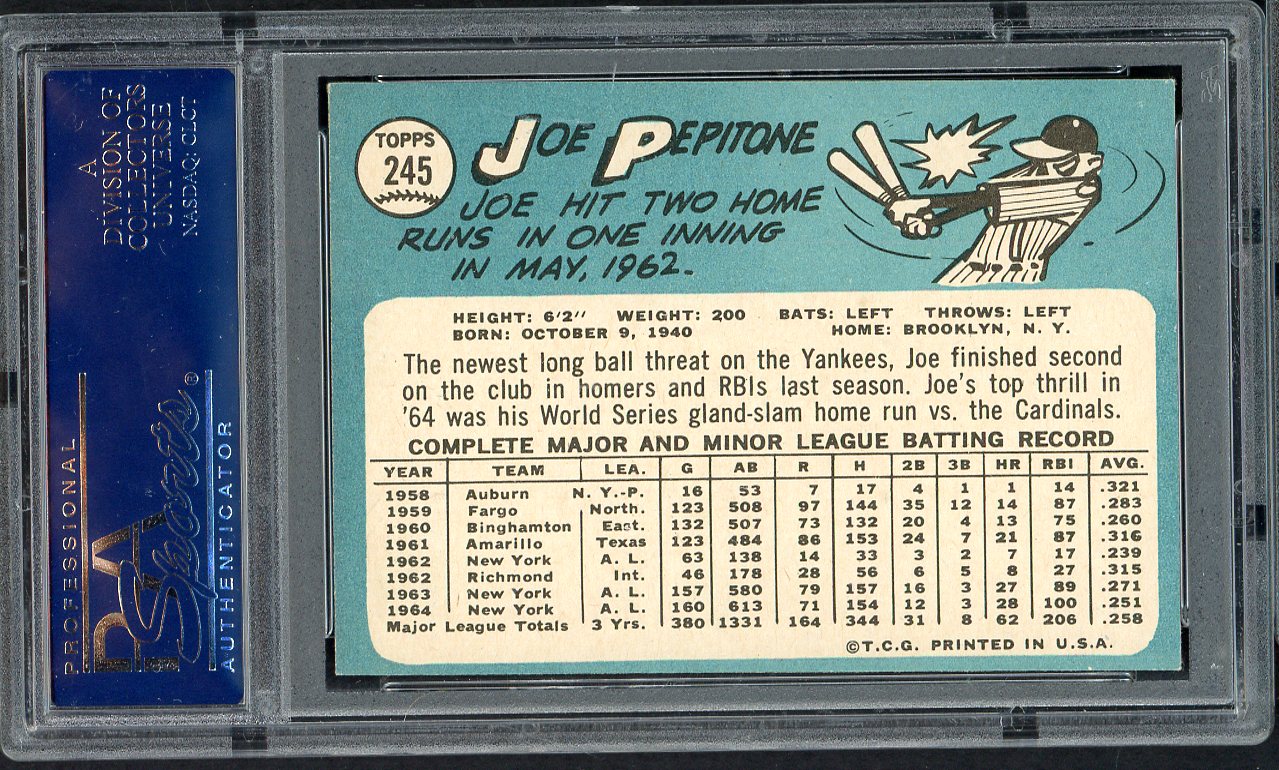 A
DIVISION OF
COLLECTORS
UNIVERSE
NASDAQ: CLCT
PROFESSIONAL
PSA
Sports®
AUTHENTICATOR
TOPPS
245
JOE PEPITONE
JOE HIT TWO HOME
RUNS IN ONE INNING
IN MAY, 1962.
HEIGHT: 6'2" WEIGHT: 200 BATS: LEFT THROWS: LEFT
BORN: OCTOBER 9, 1940 HOME: BROOKLYN, N. Y.
The newest long ball threat on the Yankees, Joe finished second
on the club in homers and RBIs last season. Joe's top thrill in
'64 was his World Series gland-slam home run vs. the Cardinals.
COMPLETE MAJOR AND MINOR LEAGUE BATTING RECORD
YEAR TEAM LEA. G AB R H 2B 3B HR RBI AVG.
1958 Auburn N. Y.-P. 16 53 7 17 4 1 1 14 .321
1959 Fargo North. 123 508 97 144 35 12 14 87 .283
1960 Binghamton East. 132 507 73 132 20 4 13 75 .260
1961 Amarillo Texas 123 484 86 153 24 7 21 87 .316
1962 New York A. L. 63 138 14 33 3 2 7 17 .239
1962 Richmond Int. 46 178 28 56 6 5 8 27 .315
1963 New York A. L. 157 580 79 157 16 3 27 89 .271
1964 New York A. L. 160 613 71 154 12 3 28 100 .251
Major League Totals 3 Yrs. 380 1331 164 344 31 8 62 206 .258
©T.C.G. PRINTED IN U.S.A.